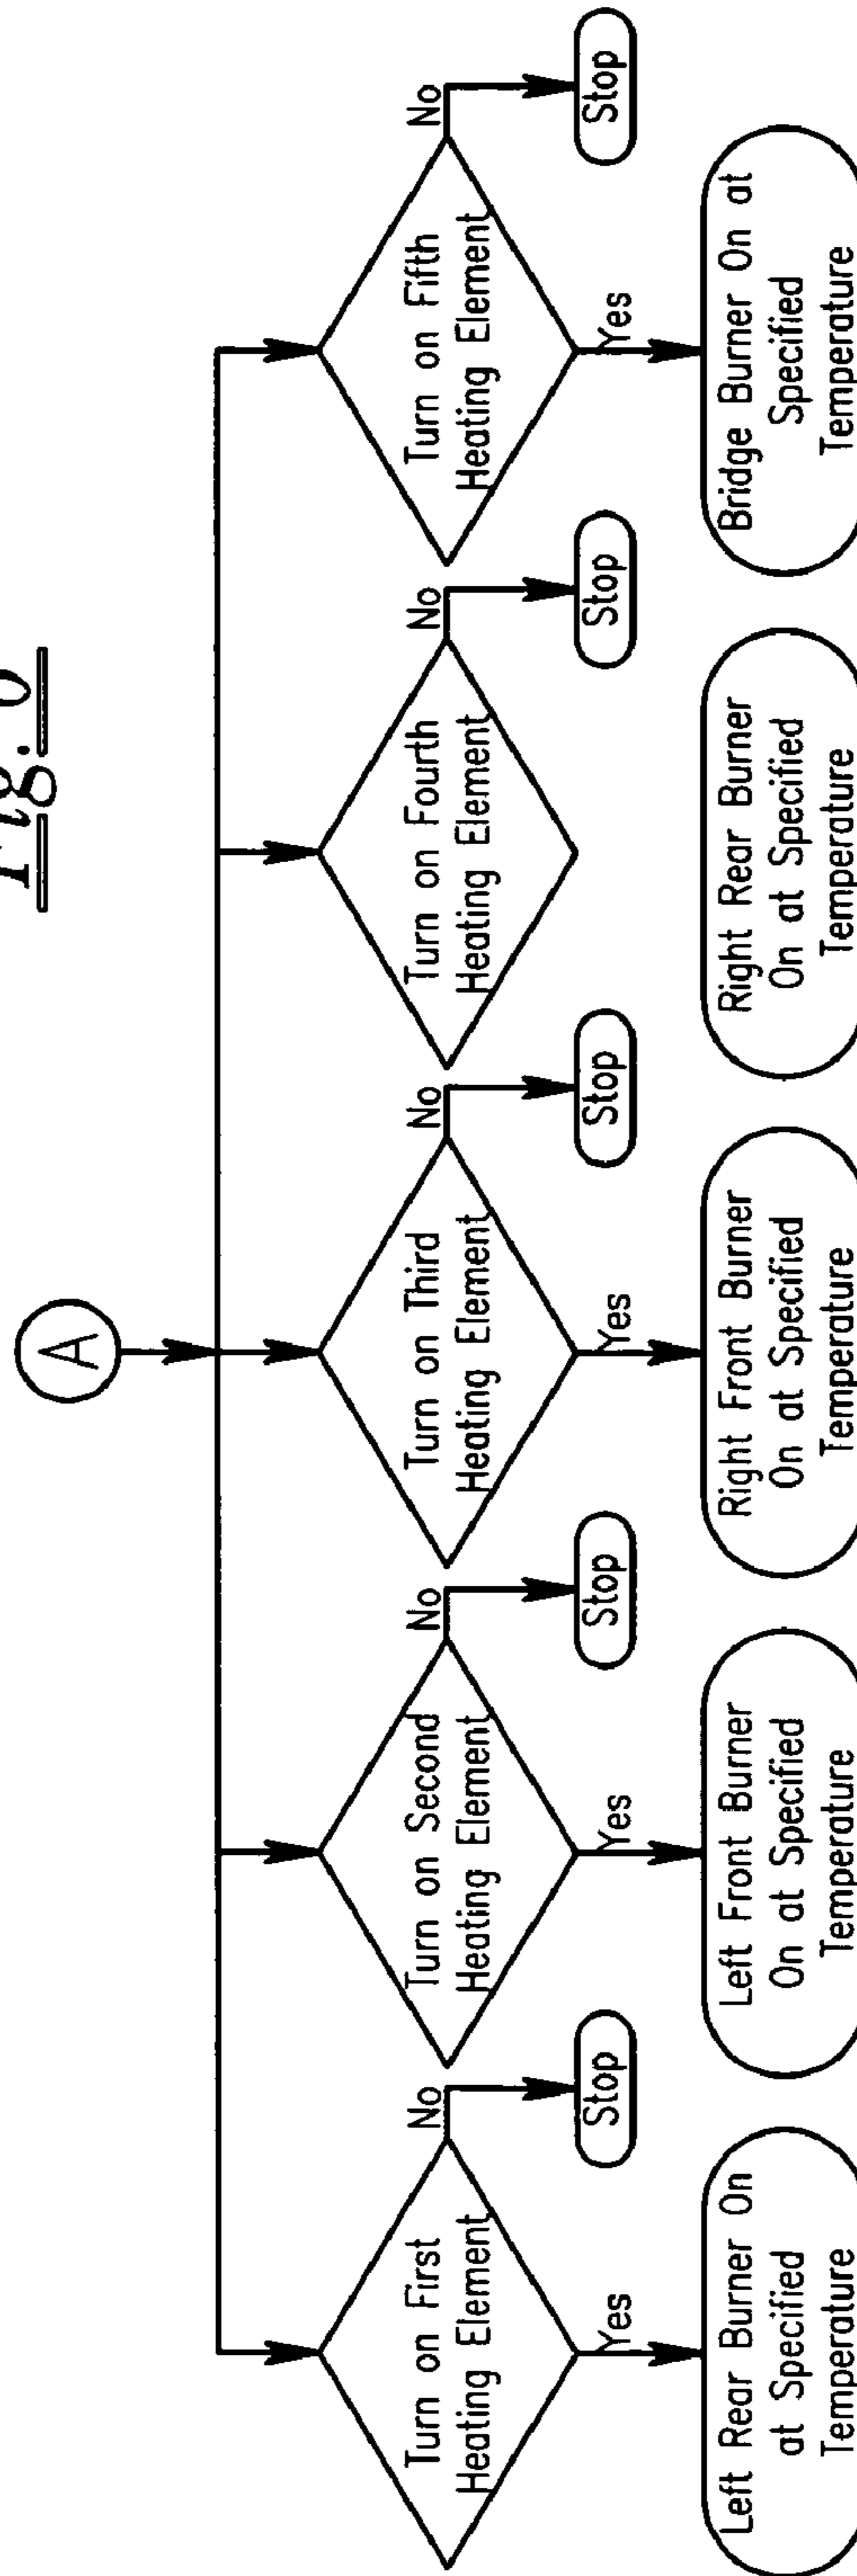 Fig.
A
Turn on First
Heating Element
No
Stop
Yes
Left Rear Burner On
at Specified
Temperature
Turn on Second
Heating Element
No
Stop
Yes
Left Front Burner
On at Specified
Temperature
Turn on Third
Heating Element
No
Stop
Yes
Right Front Burner
On at Specified
Temperature
Turn on Fourth
Heating Element
No
Stop
Right Rear Burner
On at Specified
Temperature
Turn on Fifth
Heating Element
No
Stop
Yes
Bridge Burner On at
Specified
Temperature